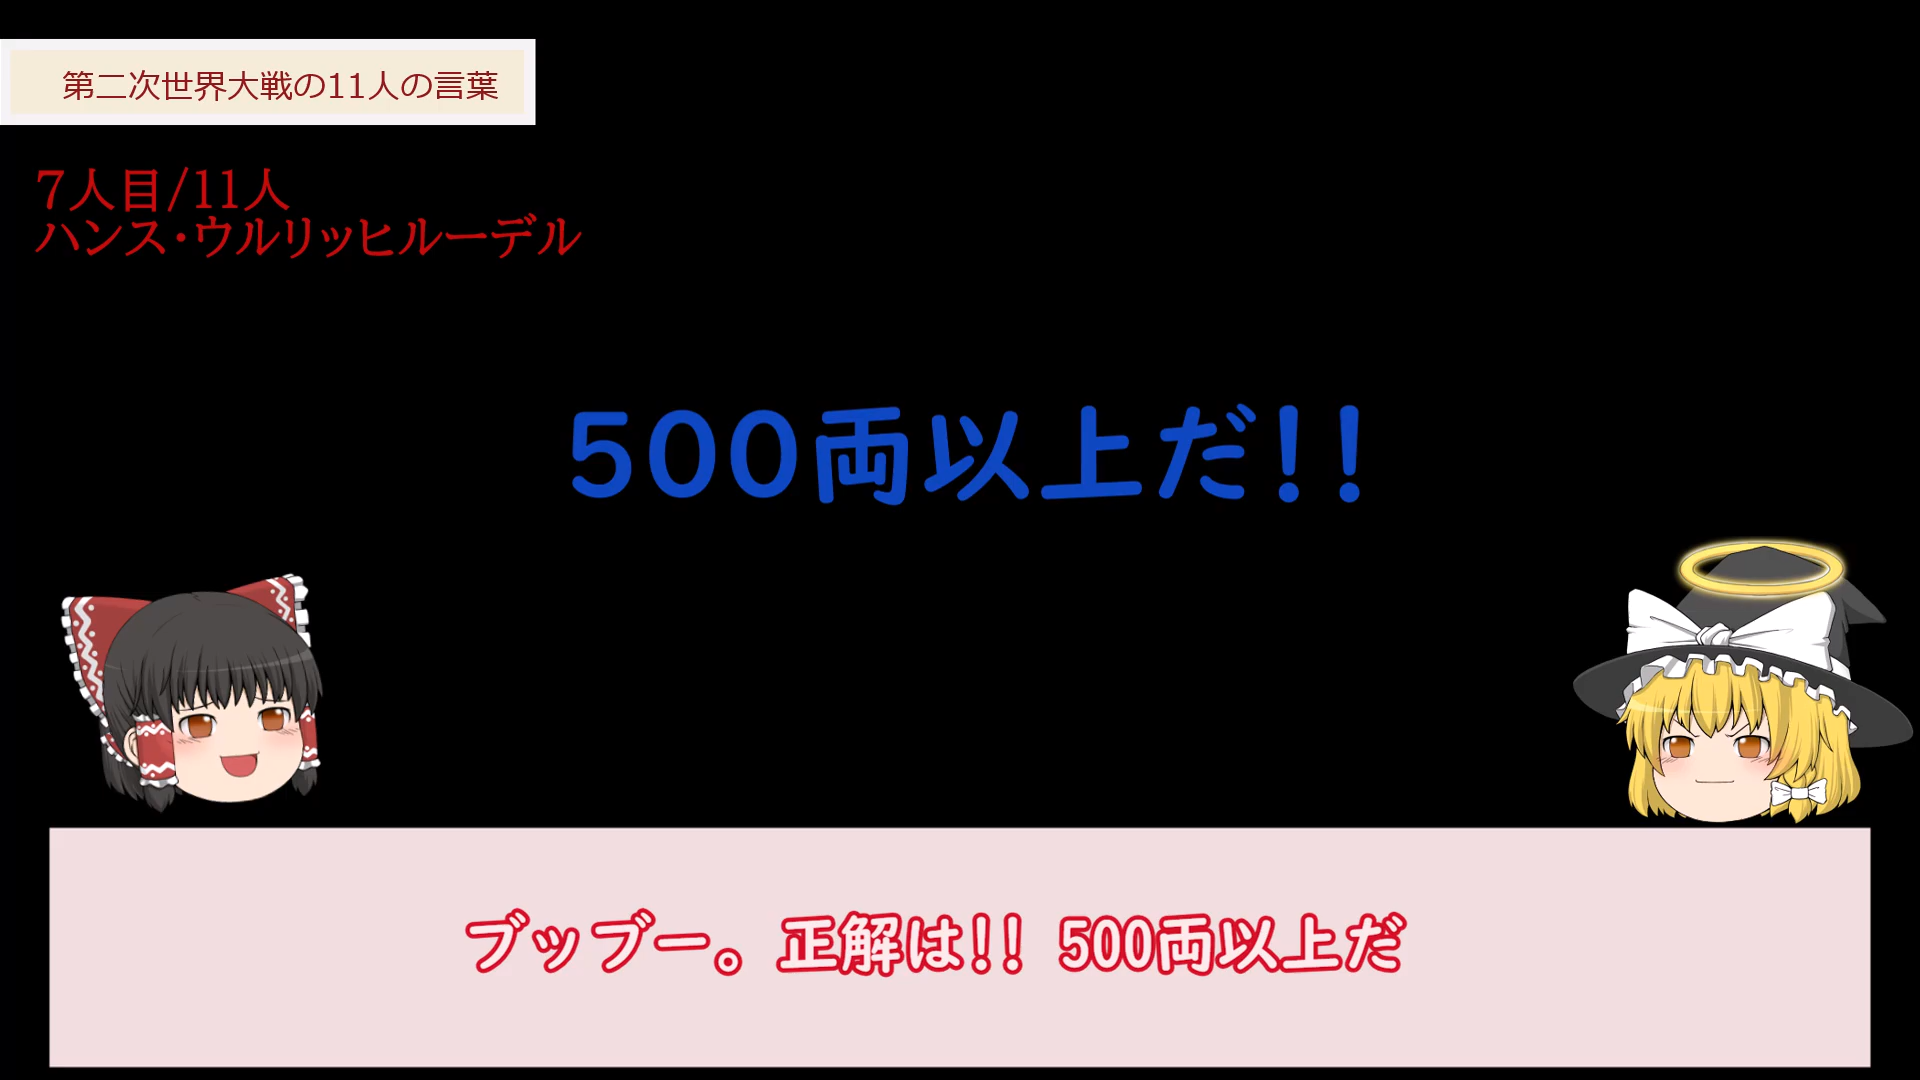 第二次世界大戦の11人の言葉
７人目/11人
ハンス・ウルリッヒルーデル
500両以上だ!!
ブッブー。正解は!! 500両以上だ